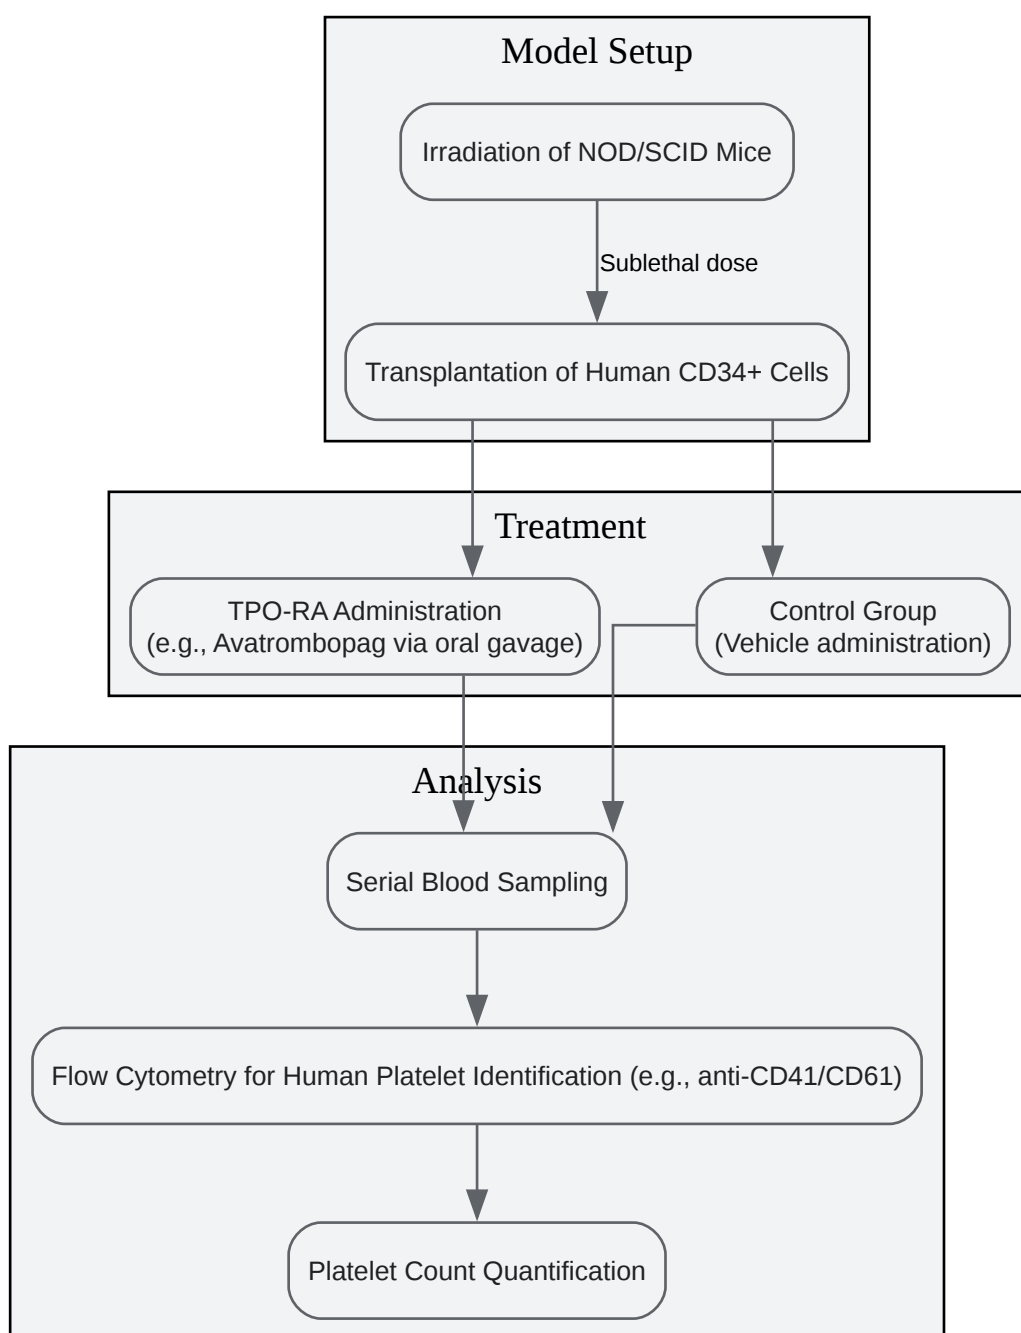 Model Setup
Irradiation of NOD/SCID Mice
Sublethal dose
Transplantation of Human CD34+ Cells
Treatment
TPO-RA Administration
(e.g., Avatrombopag via oral gavage)
Control Group
(Vehicle administration)
Analysis
Serial Blood Sampling
Flow Cytometry for Human Platelet Identification (e.g., anti-CD41/CD61)
Platelet Count Quantification